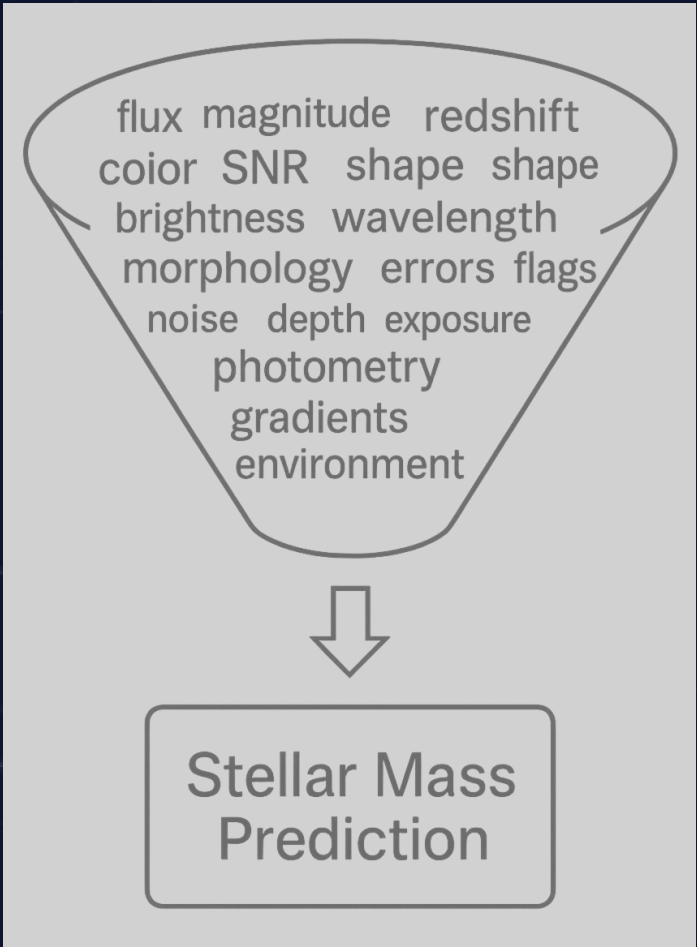 flux magnitude redshift
coior SNR shape shape
brightness wavelength
morphology errors flags
noise depth exposure
photometry
gradients
environment
Stellar Mass
Prediction